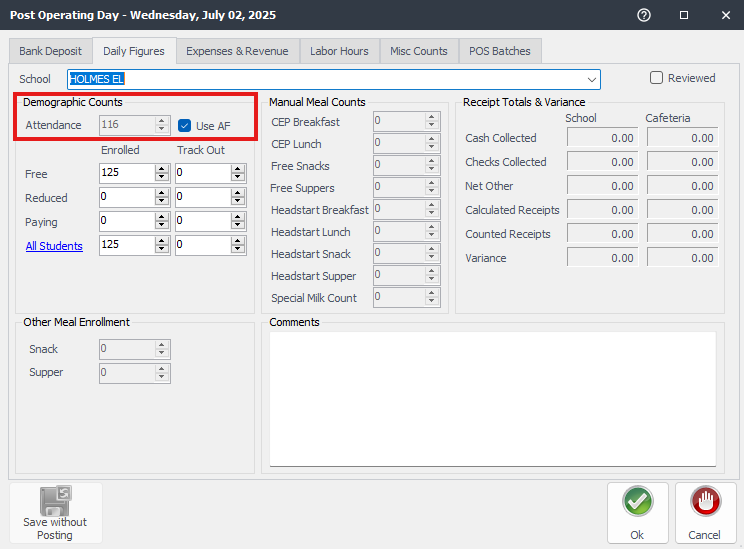 Post Operating Day - Wednesday, July 02, 2025
Bank Deposit Daily Figures Expenses & Revenue Labor Hours Misc Counts POS Batches
School HOLMES EL Reviewed
Demographic Counts
Attendance 116 Use AF
Enrolled Track Out
Free 125 0
Reduced 0 0
Paying 0 0
All Students 125 0
Manual Meal Counts
CEP Breakfast 0
CEP Lunch 0
Free Snacks 0
Free Suppers 0
Headstart Breakfast 0
Headstart Lunch 0
Headstart Snack 0
Headstart Supper 0
Special Milk Count 0
Receipt Totals & Variance
School Cafeteria
Cash Collected 0.00 0.00
Checks Collected 0.00 0.00
Net Other 0.00 0.00
Calculated Receipts 0.00 0.00
Counted Receipts 0.00 0.00
Variance 0.00 0.00
Other Meal Enrollment
Snack 0
Supper 0
Comments
S
Save without
Posting
Ok
Cancel